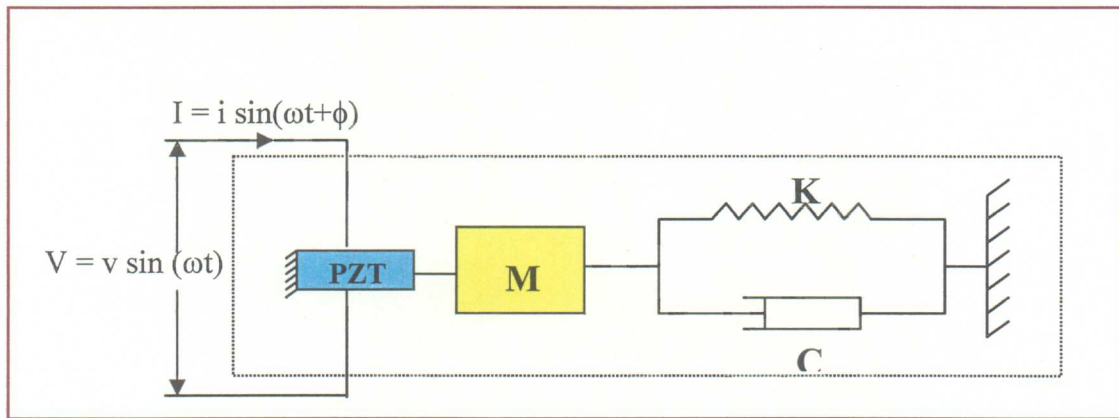 I = i sin(ωt+ϕ)
K
V = v sin (ωt)
PZT
M
C